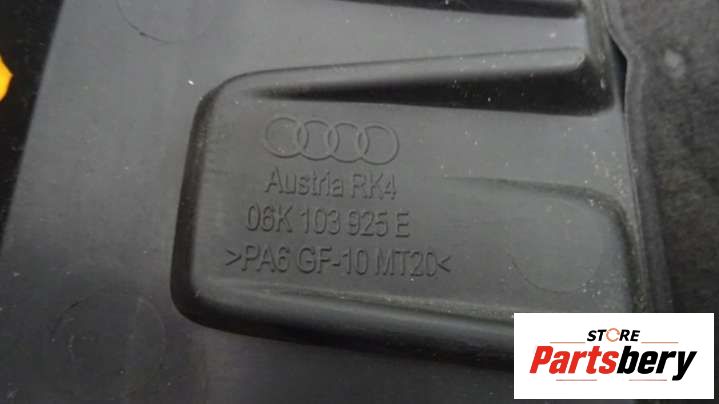 Austria RK4
06K 103 925 E
>PA6 GF-10 MT20<
STORE
Partsbery